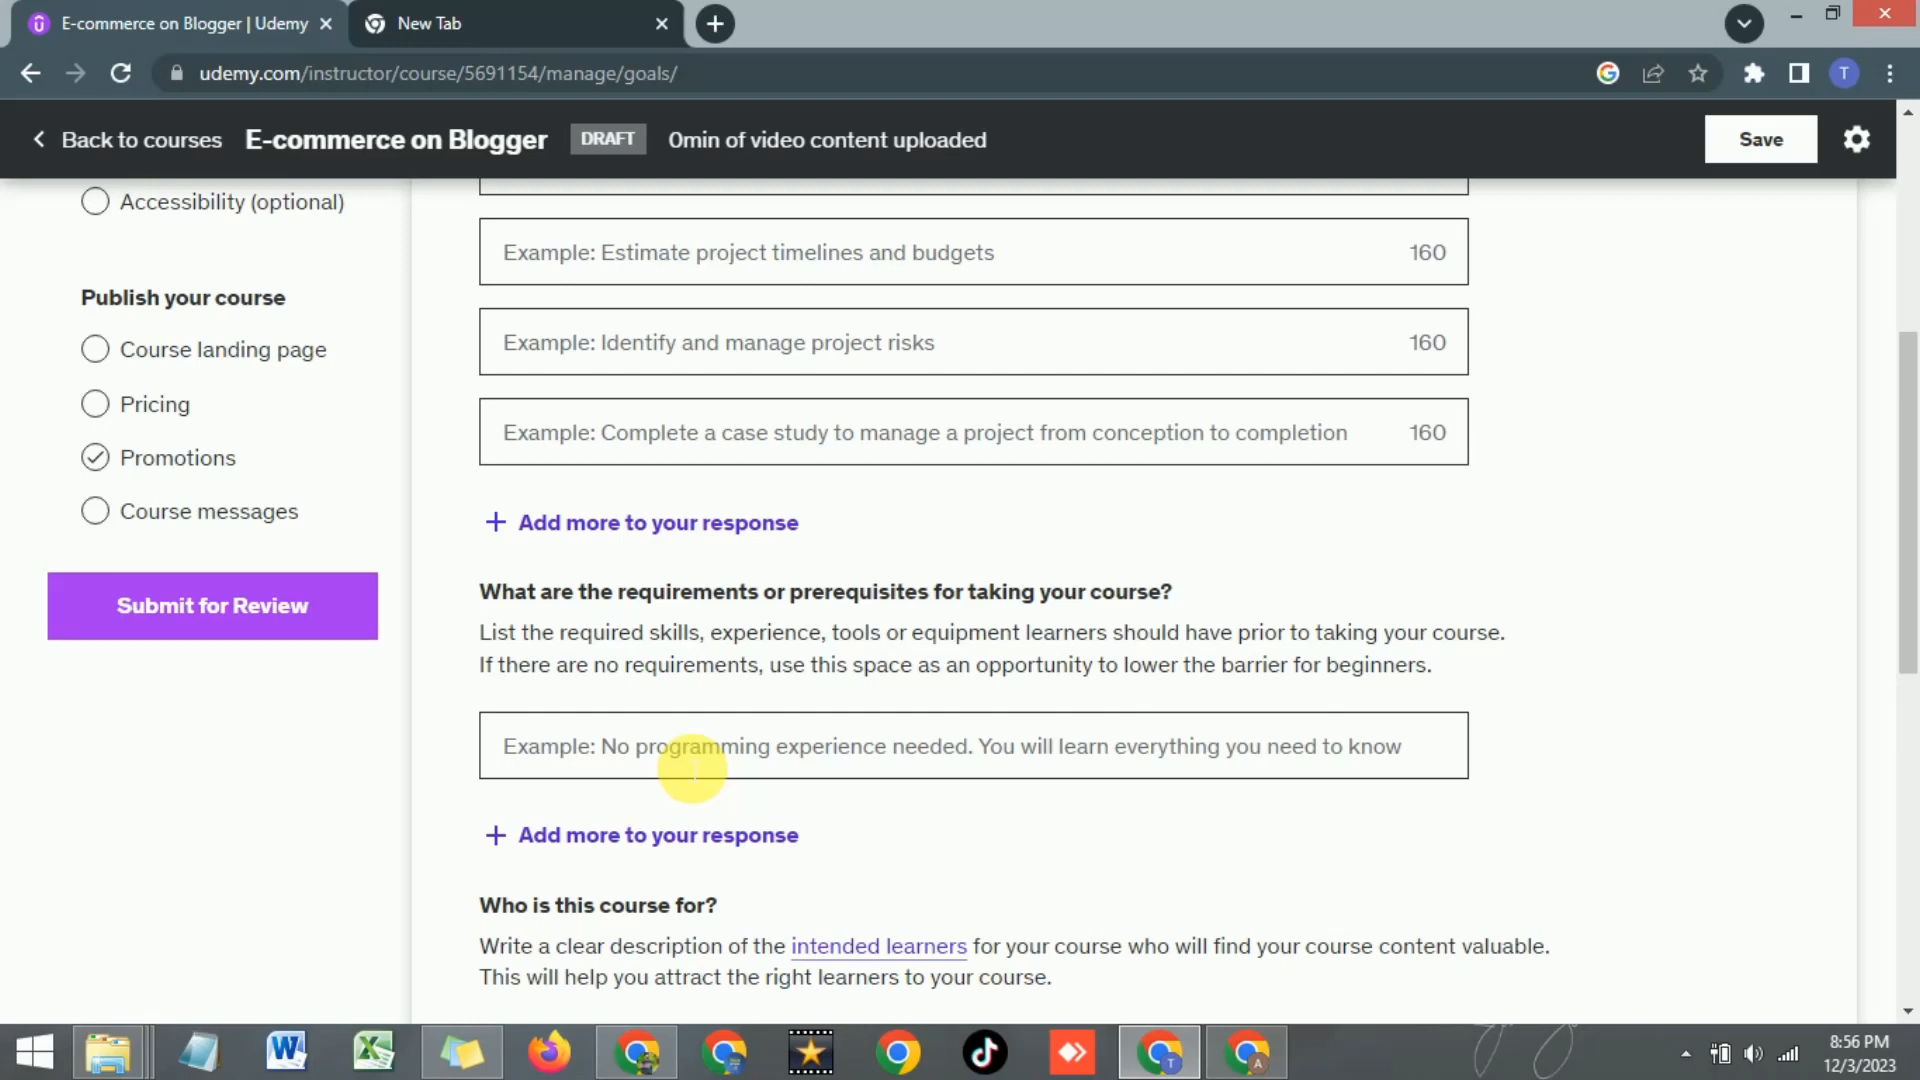 E-commerce on Blogger | Udemy
New Tab
udemy.com/instructor/course/5691154/manage/goals/
T
Back to courses
E-commerce on Blogger
DRAFT
0min of video content uploaded
Save
Accessibility (optional)
Publish your course
Course landing page
Pricing
Promotions
Course messages
Submit for Review
Example: Estimate project timelines and budgets 160
Example: Identify and manage project risks 160
Example: Complete a case study to manage a project from conception to completion 160
Add more to your response
What are the requirements or prerequisites for taking your course?
List the required skills, experience, tools or equipment learners should have prior to taking your course.
If there are no requirements, use this space as an opportunity to lower the barrier for beginners.
Example: No programming experience needed. You will learn everything you need to know
Add more to your response
Who is this course for?
Write a clear description of the intended learners for your course who will find your course content valuable.
This will help you attract the right learners to your course.
T
A
8:56 PM
12/3/2023